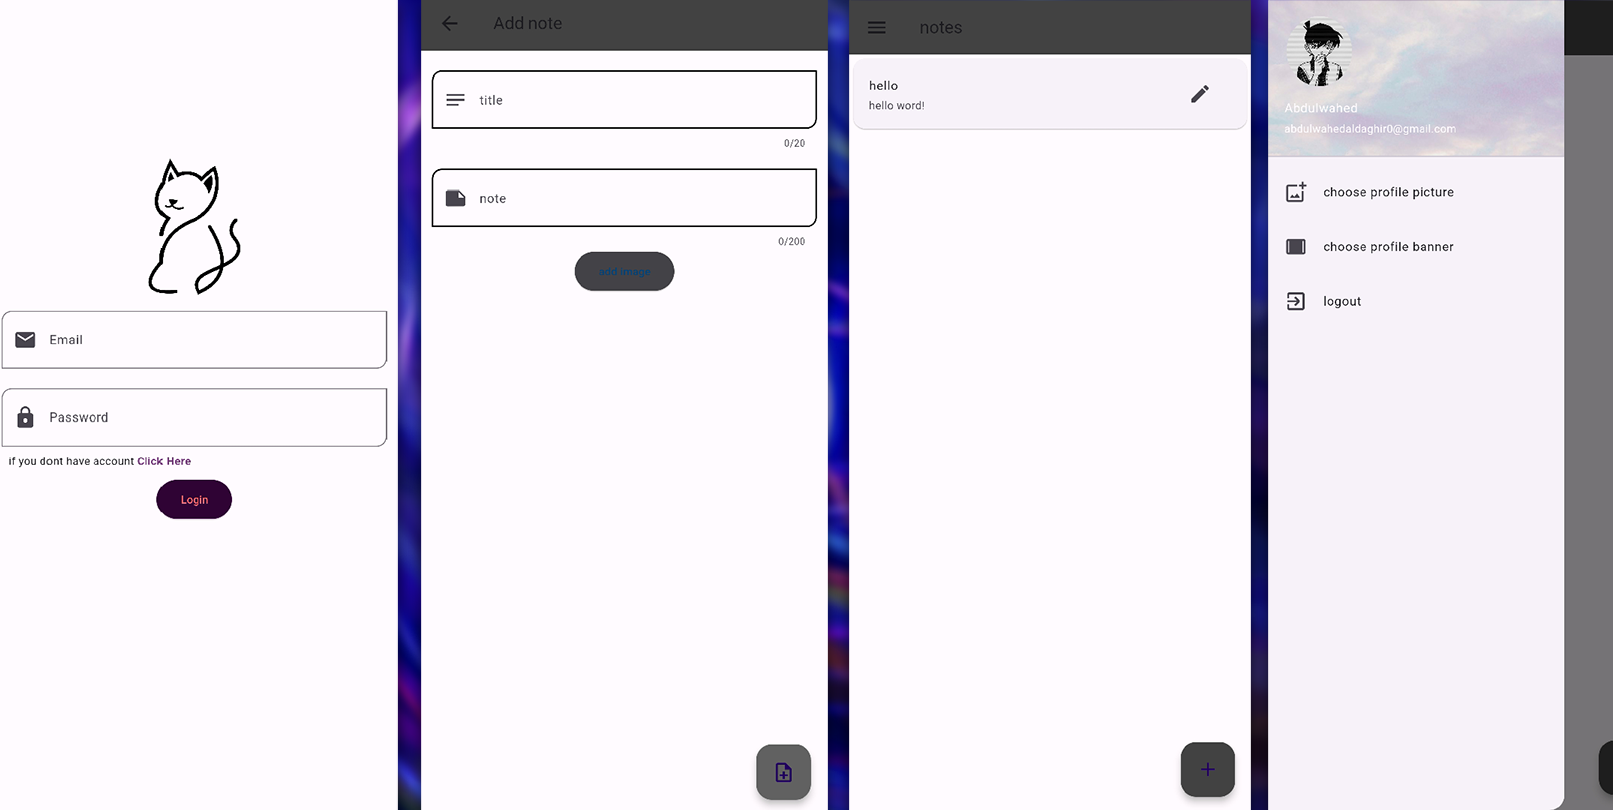 Email
Password
if you dont have account Click Here
Login
Add note
title
0/20
note
0/200
add image
notes
hello
hello word!
Abdulwahed
abdulwahedaldaghir0@gmail.com
choose profile picture
choose profile banner
logout